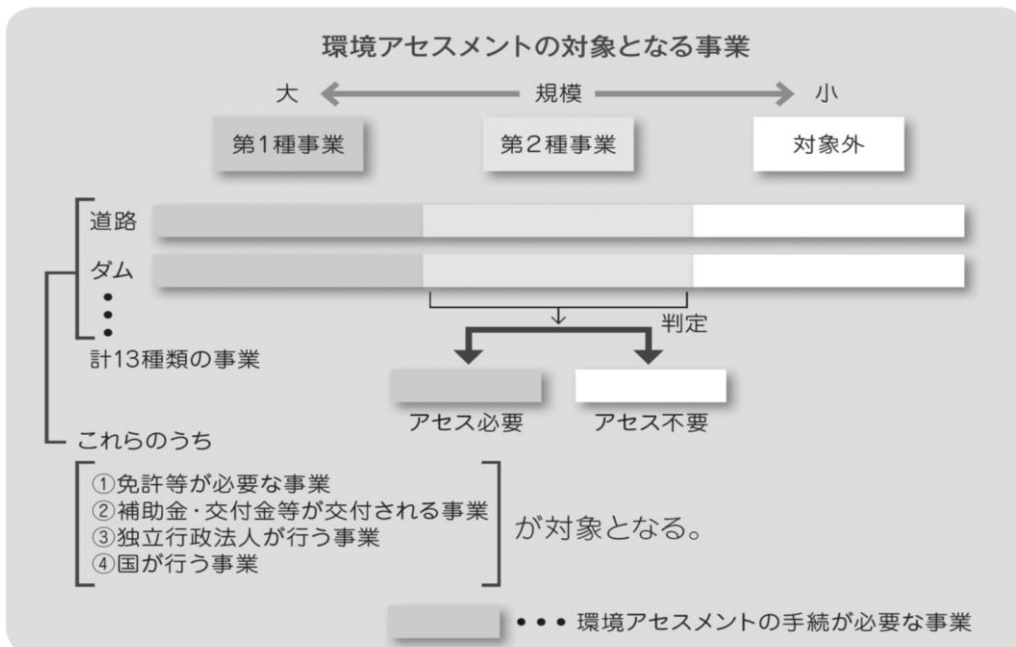 環境アセスメントの対象となる事業
大 規模 小
第1種事業 第2種事業 対象外
道路
ダム
判定
計13種類の事業
アセス必要 アセス不要
これらのうち
①免許等が必要な事業
②補助金・交付金等が交付される事業
③独立行政法人が行う事業
④国が行う事業
が対象となる。
・・・環境アセスメントの手続が必要な事業